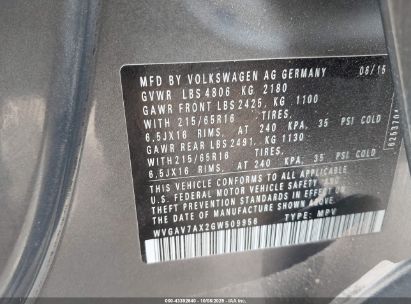 MFD BY VOLKSWAGEN AG GERMANY 06/15
GVWR LBS 4806 KG 2180
GAWR FRONT LBS 2425, KG 1100
WITH 215/65R16 TIRES,
6,5JX16 RIMS, AT 240 KPA, 35 PSI COLD
GAWR REAR LBS 2491, KG 1130
WITH 215/65R16 TIRES,
6,5JX16 RIMS, AT 240 KPA, 35 PSI COLD
THIS VEHICLE CONFORMS TO ALL APPLICABLE
U.S. FEDERAL MOTOR VEHICLE SAFETY AND
THEFT PREVENTION STANDARDS IN EFFECT
ON THE DATE OF MANUFACTURE SHOWN ABOVE
WVGAV7AX2GW509956 TYPE: MPV